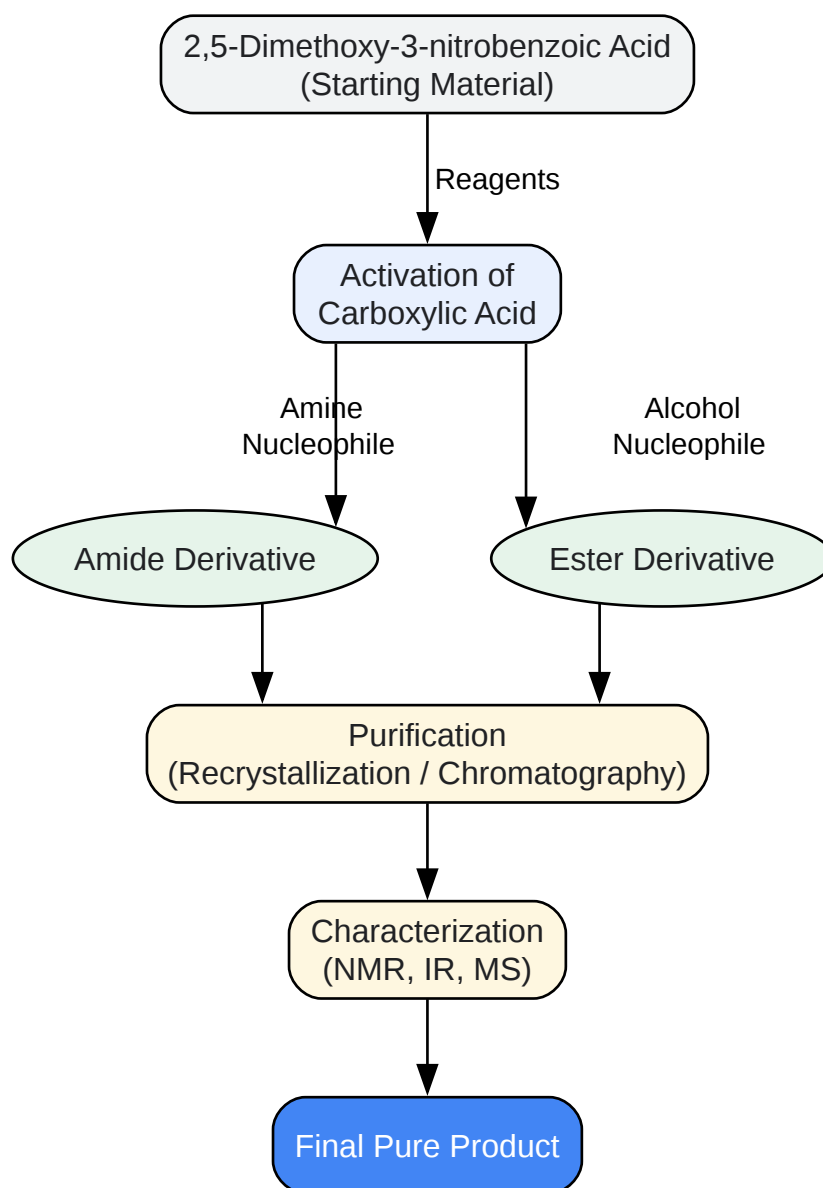 2,5-Dimethoxy-3-nitrobenzoic Acid
(Starting Material)
Reagents
Activation of
Carboxylic Acid
Amine
Nucleophile
Alcohol
Nucleophile
Amide Derivative
Ester Derivative
Purification
(Recrystallization / Chromatography)
Characterization
(NMR, IR, MS)
Final Pure Product